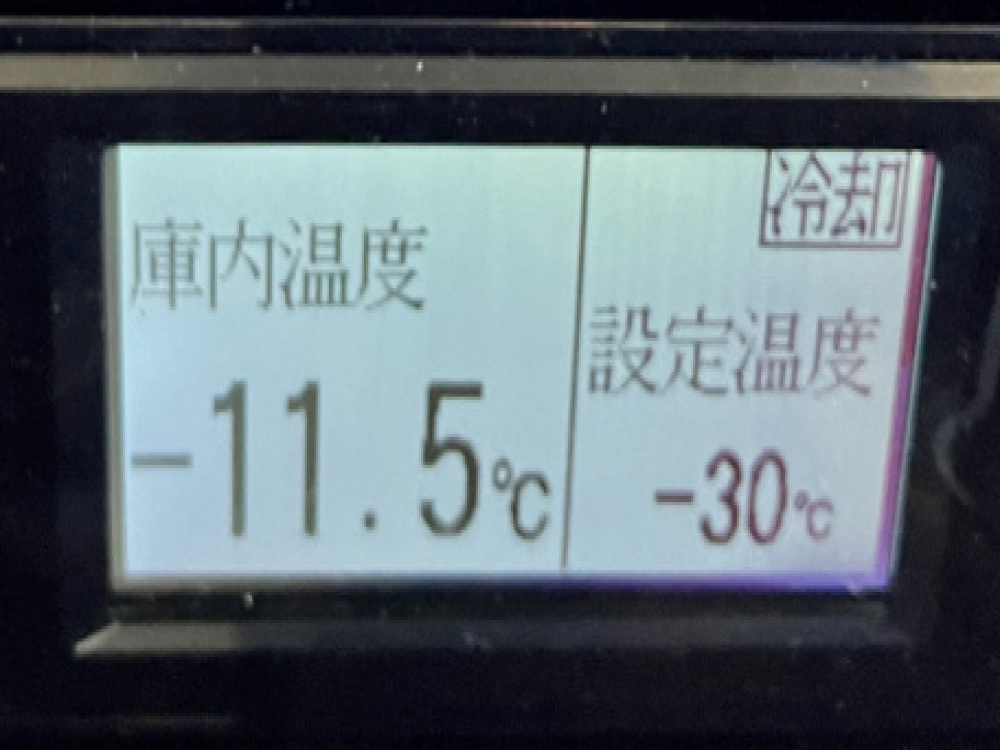 庫内温度
-11.5℃
冷却
設定温度
-30℃